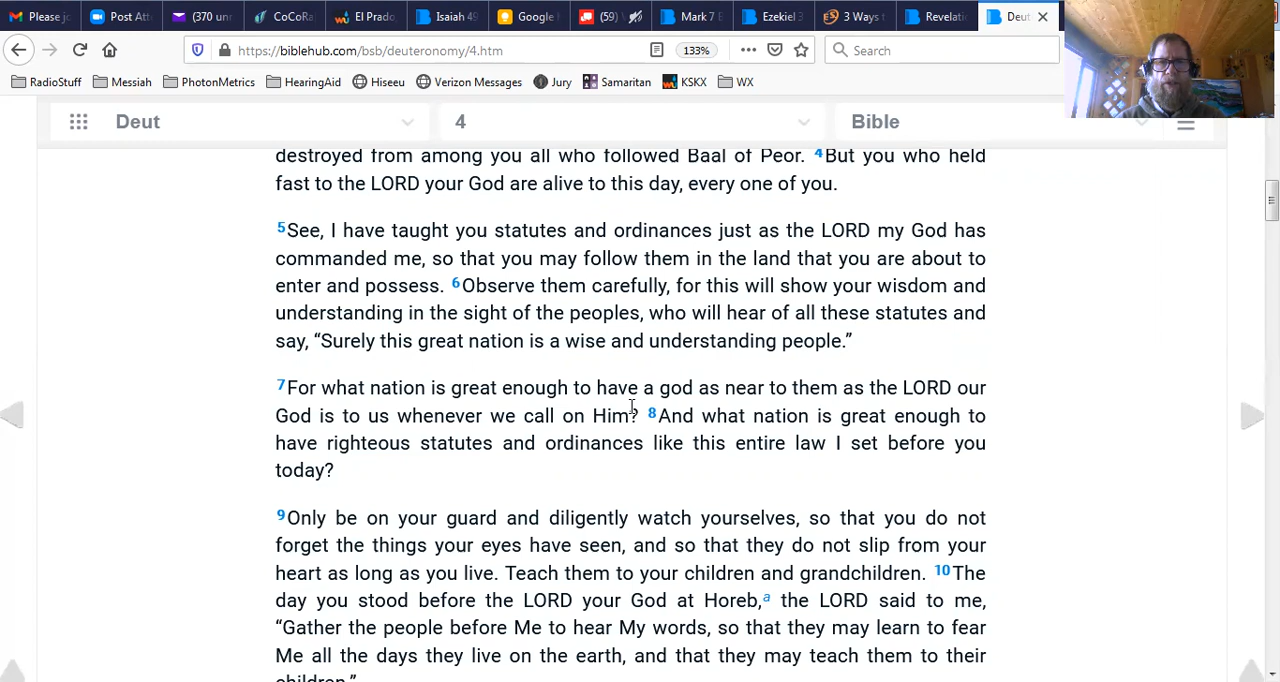 Please jo
Post Att
(370 unr
CoCoRa
El Prado,
Isaiah 49
Google
(59)
Mark 7 B
Ezekiel 3
3 Ways t
Revelati
Deut
https://biblehub.com/bsb/deuteronomy/4.htm
133%
Search
RadioStuff Messiah PhotonMetrics HearingAid Hiseeu Verizon Messages Jury Samaritan KSKX WX
Deut 4 Bible
destroyed from among you all who followed Baal of Peor. 4But you who held
fast to the LORD your God are alive to this day, every one of you.
5See, I have taught you statutes and ordinances just as the LORD my God has
commanded me, so that you may follow them in the land that you are about to
enter and possess. 6Observe them carefully, for this will show your wisdom and
understanding in the sight of the peoples, who will hear of all these statutes and
say, “Surely this great nation is a wise and understanding people.”
7For what nation is great enough to have a god as near to them as the LORD our
God is to us whenever we call on Him? 8And what nation is great enough to
have righteous statutes and ordinances like this entire law I set before you
today?
9Only be on your guard and diligently watch yourselves, so that you do not
forget the things your eyes have seen, and so that they do not slip from your
heart as long as you live. Teach them to your children and grandchildren. 10The
day you stood before the LORD your God at Horeb,a the LORD said to me,
“Gather the people before Me to hear My words, so that they may learn to fear
Me all the days they live on the earth, and that they may teach them to their
children.”